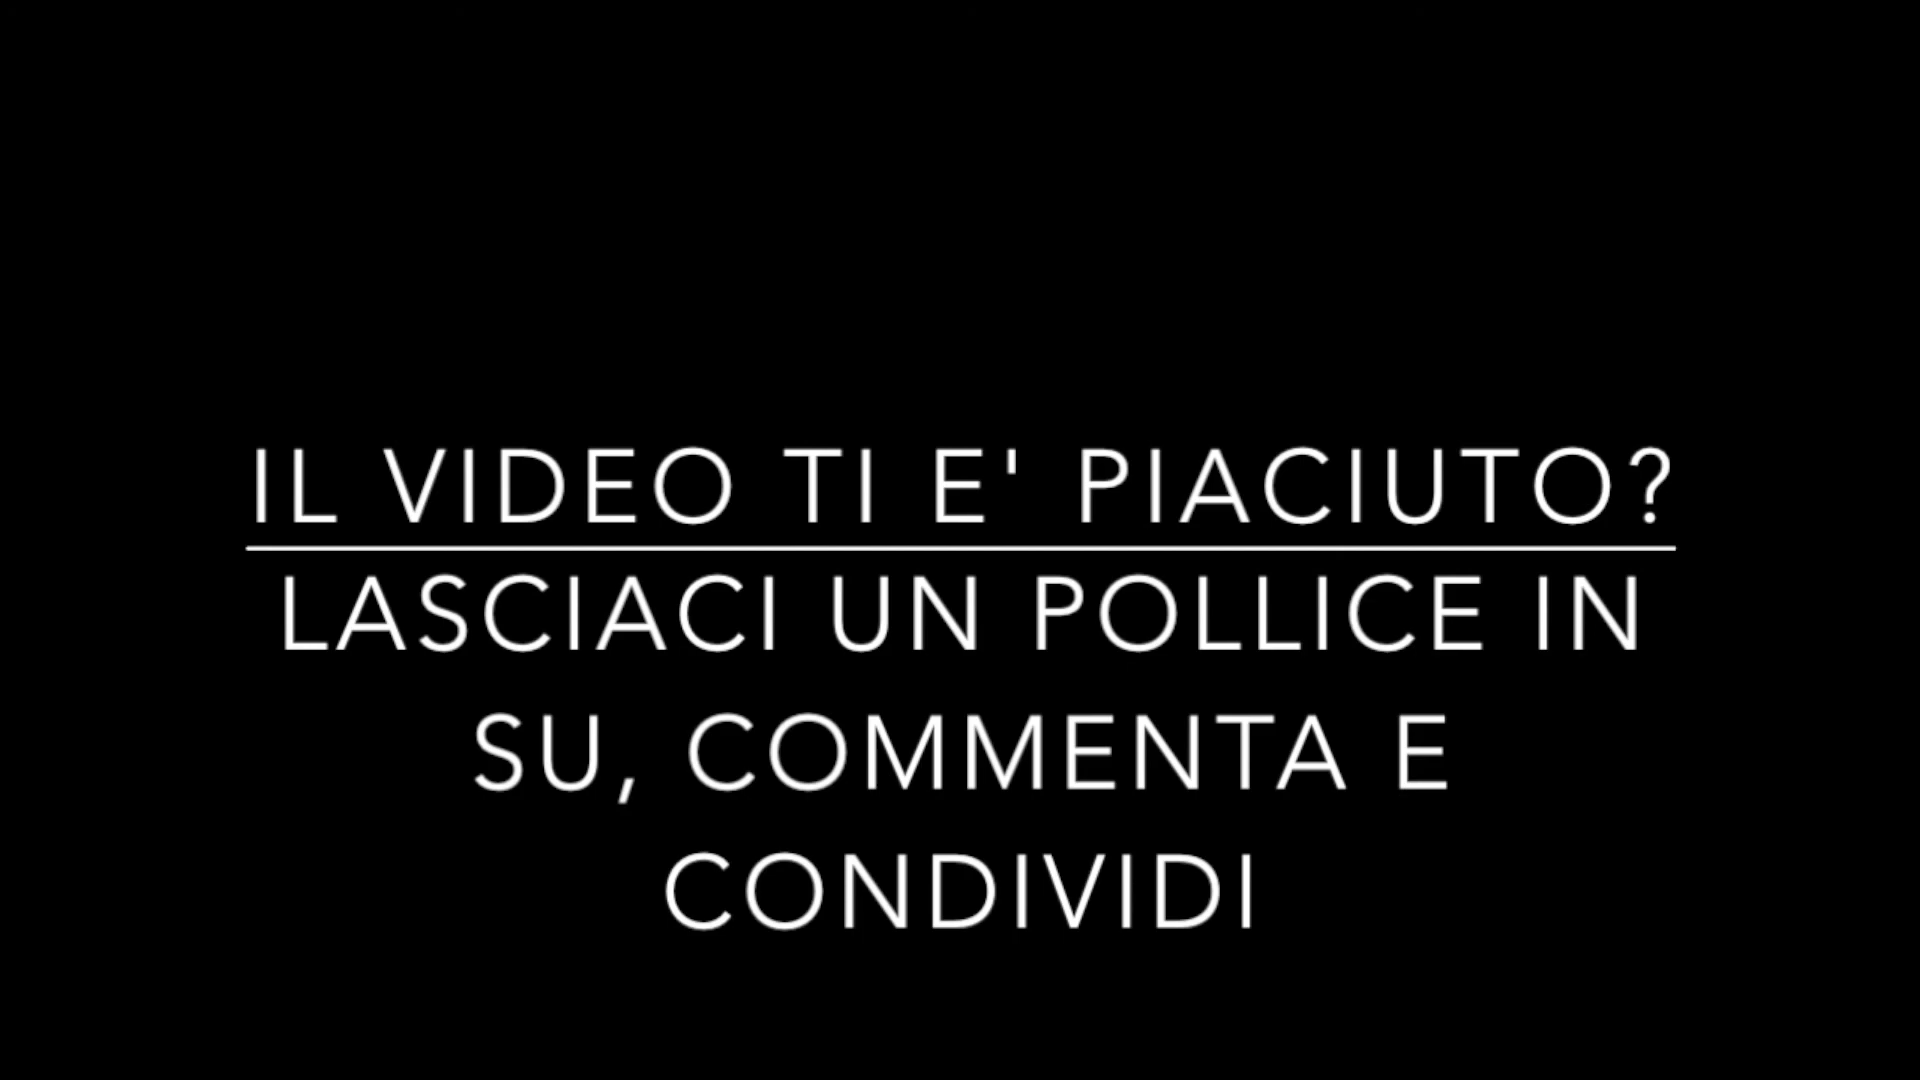 IL VIDEO TI E' PIACIUTO?
LASCIACI UN POLLICE IN
SU, COMMENTA E
CONDIVIDI